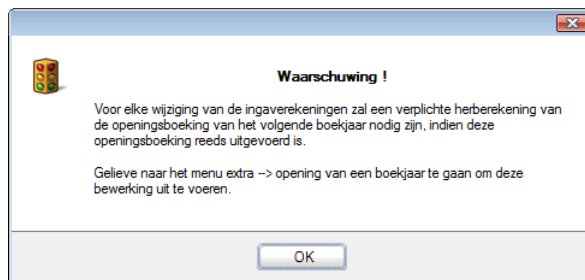 Waarschuwing !
Voor elke wijziging van de ingaverekeningen zal een verplichte herberekening van
de openingsboeking van het volgende boekjaar nodig zijn, indien deze
openingsboeking reeds uitgevoerd is.
Gelieve naar het menu extra --> opening van een boekjaar te gaan om deze
bewerking uit te voeren.
OK